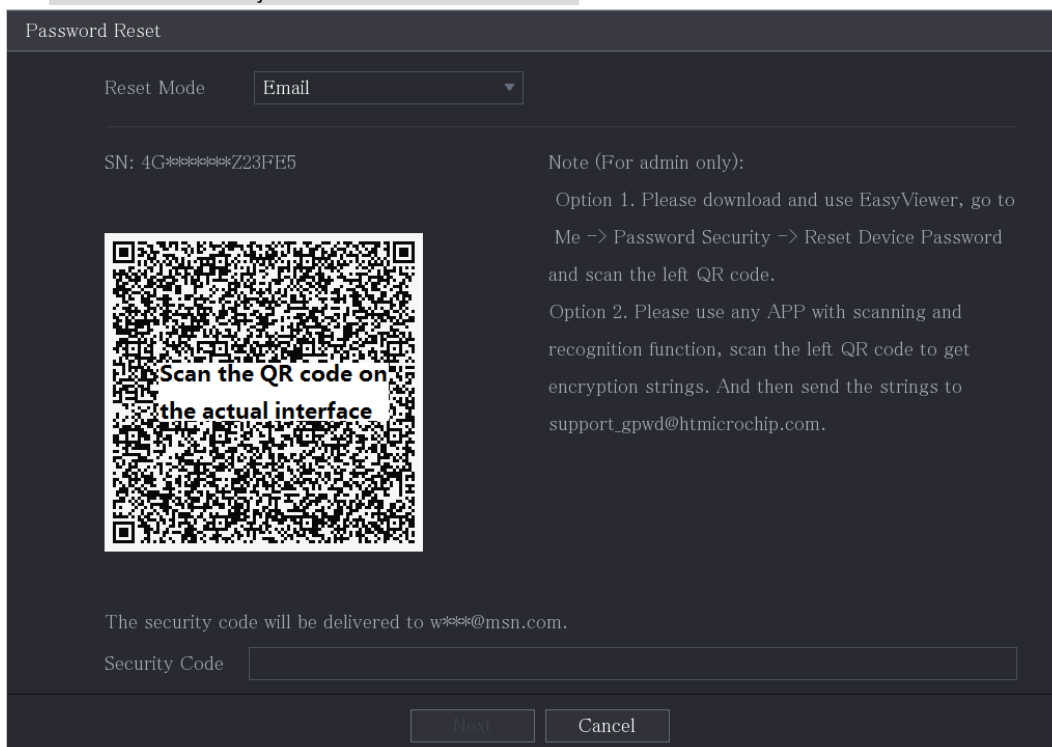 Password Reset
Reset Mode
Email
SN: 4G*******Z23FE5
Note (For admin only):
Option 1. Please download and use EasyViewer, go to
Me -> Password Security -> Reset Device Password
and scan the left QR code.
Option 2. Please use any APP with scanning and
recognition function, scan the left QR code to get
encryption strings. And then send the strings to
support_gpwd@htmicrochip.com.
Scan the QR code on
the actual interface
The security code will be delivered to w***@msn.com.
Security Code
Next
Cancel